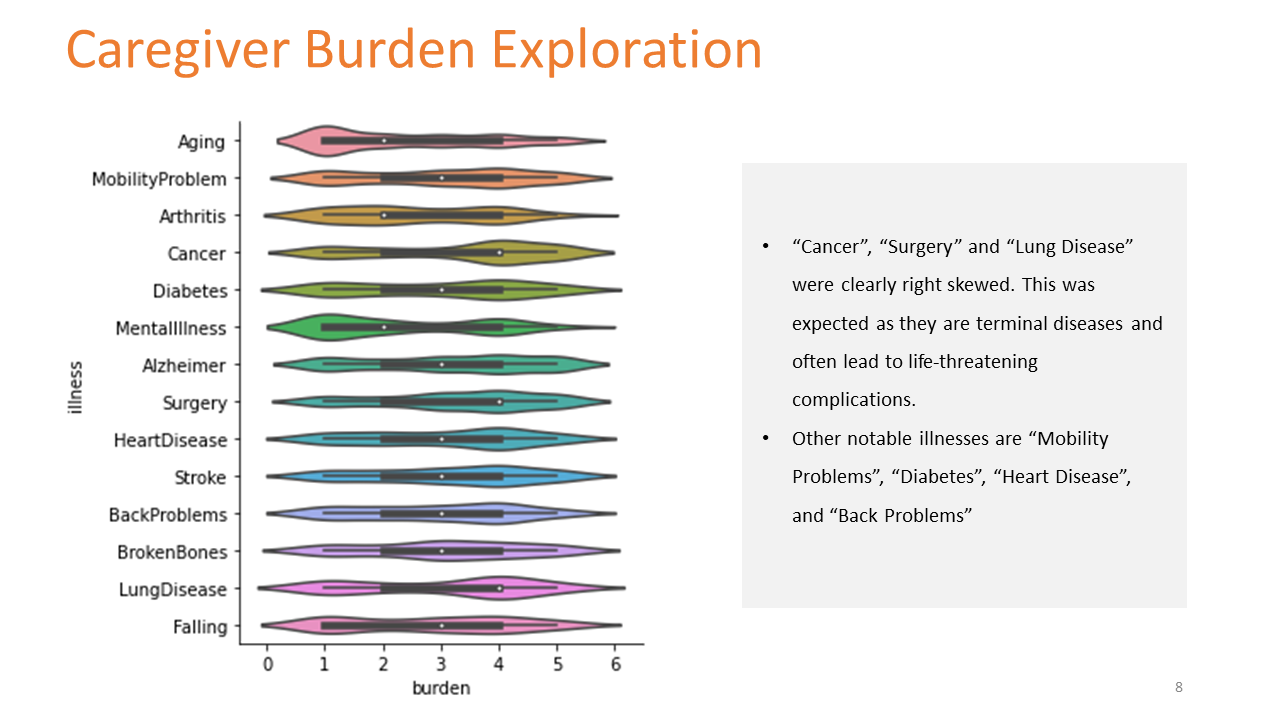 Caregiver Burden Exploration
Aging
MobilityProblem
Arthritis
Cancer
Diabetes
MentalIllness
Alzheimer
Surgery
HeartDisease
Stroke
BackProblems
BrokenBones
LungDisease
Falling
illness
0 1 2 3 4 5 6
burden
• “Cancer”, “Surgery” and “Lung Disease”
were clearly right skewed. This was
expected as they are terminal diseases and
often lead to life-threatening
complications.
• Other notable illnesses are “Mobility
Problems”, “Diabetes”, “Heart Disease”,
and “Back Problems”
8